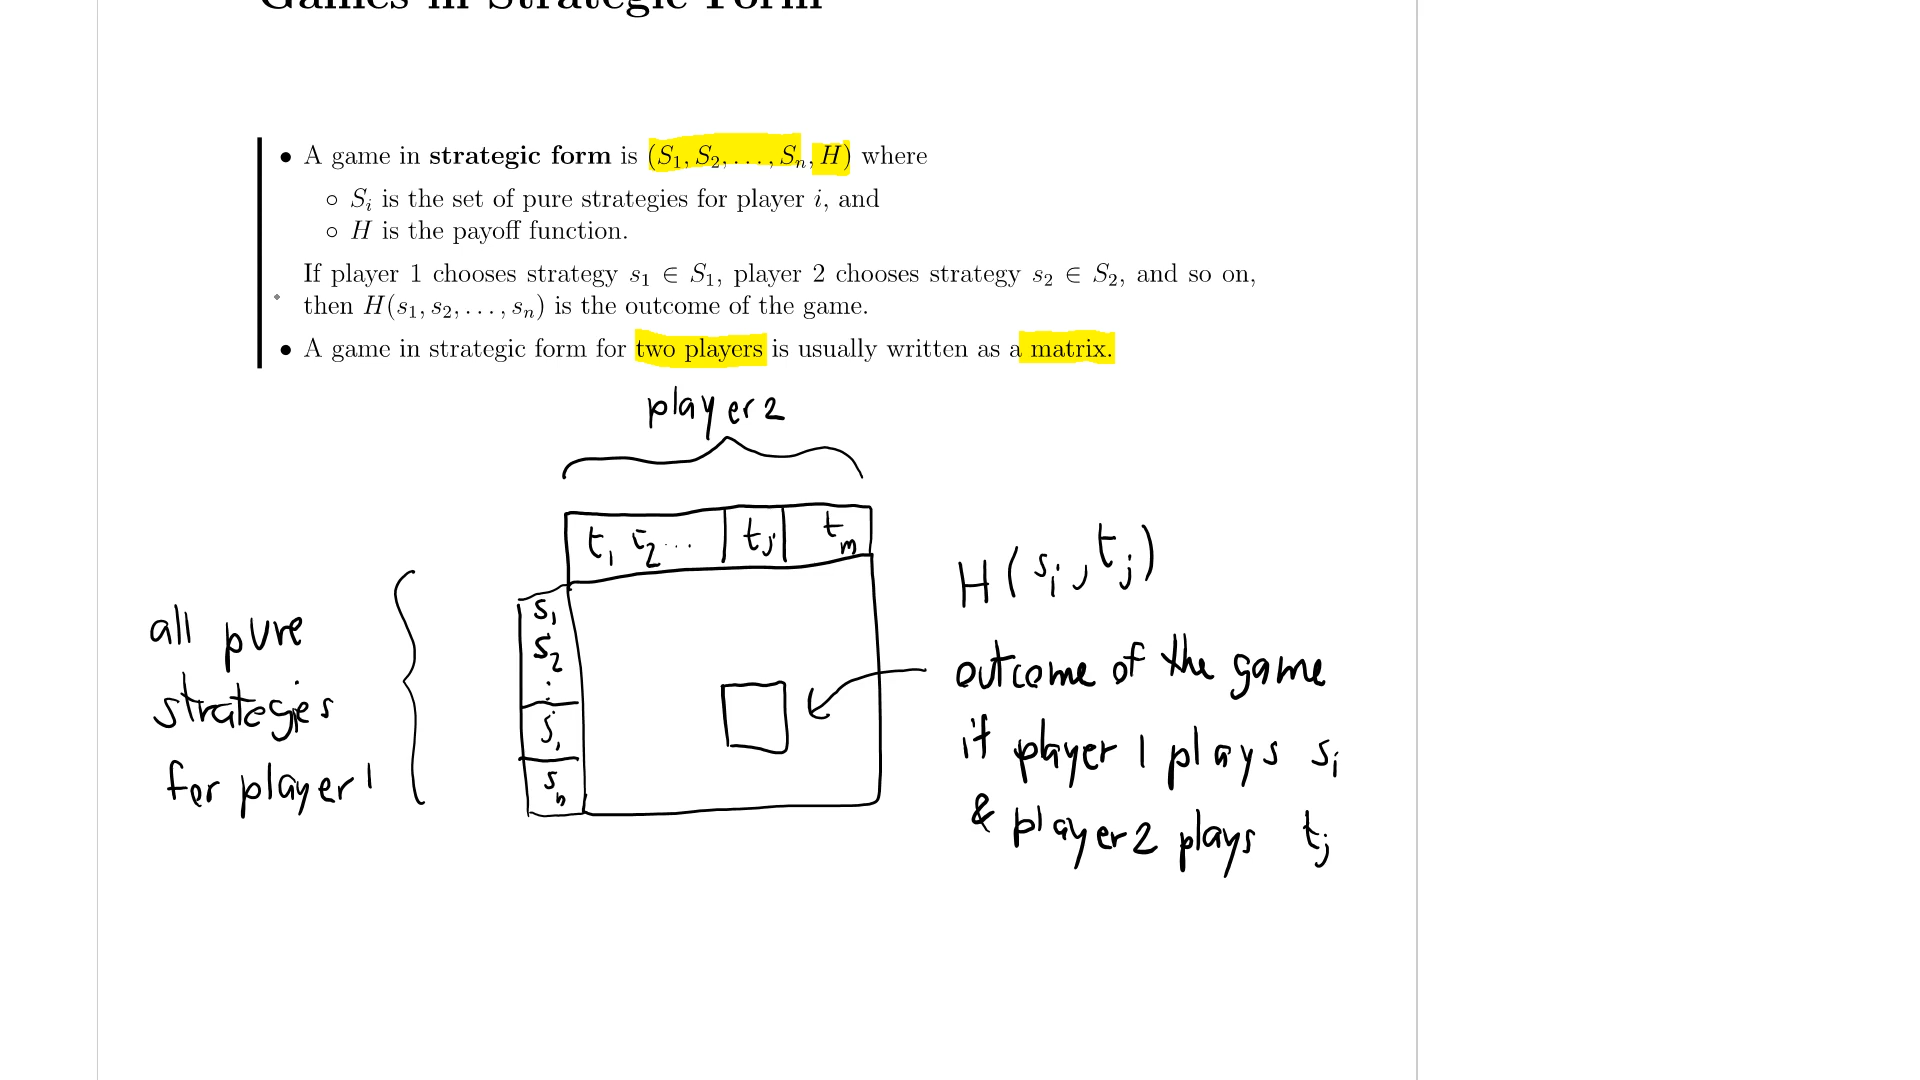 Games in Strategic Form
• A game in strategic form is (S₁, S₂, . . . , Sₙ, H) where
∘ Sᵢ is the set of pure strategies for player i, and
∘ H is the payoff function.
If player 1 chooses strategy s₁ ∈ S₁, player 2 chooses strategy s₂ ∈ S₂, and so on,
then H(s₁, s₂, . . . , sₙ) is the outcome of the game.
• A game in strategic form for two players is usually written as a matrix.
player 2
t₁ t₂ ... tⱼ tₘ
s₁
s₂
:
sᵢ
sₙ
all pure
strategies
for player 1
H(sᵢ, tⱼ)
outcome of the game
if player 1 plays sᵢ
& player 2 plays tⱼ